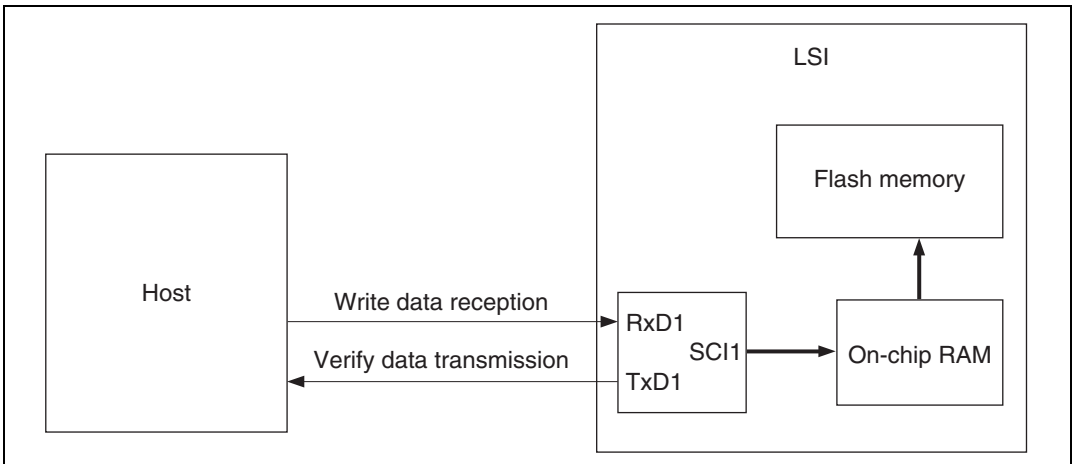 LSI
Flash memory
Host
Write data reception
RxD1
SCI1
On-chip RAM
Verify data transmission
TxD1